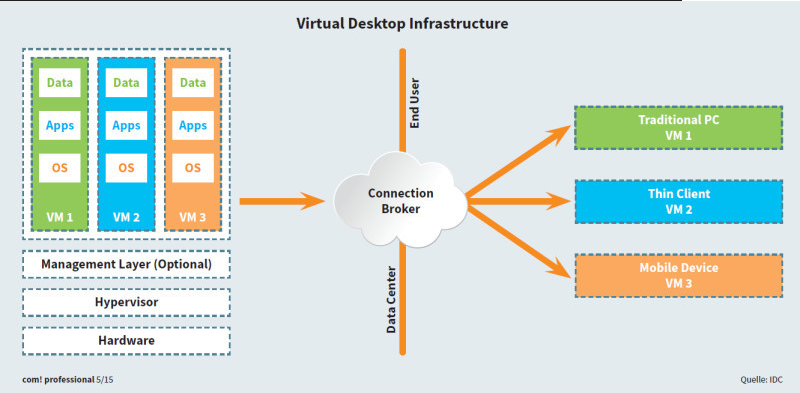 Virtual Desktop Infrastructure
Data
Apps
OS
VM 1
Data
Apps
OS
VM 2
Data
Apps
OS
VM 3
Management Layer (Optional)
Hypervisor
Hardware
End User
Connection
Broker
Data Center
Traditional PC
VM 1
Thin Client
VM 2
Mobile Device
VM 3
com! professional 5/15
Quelle: IDC